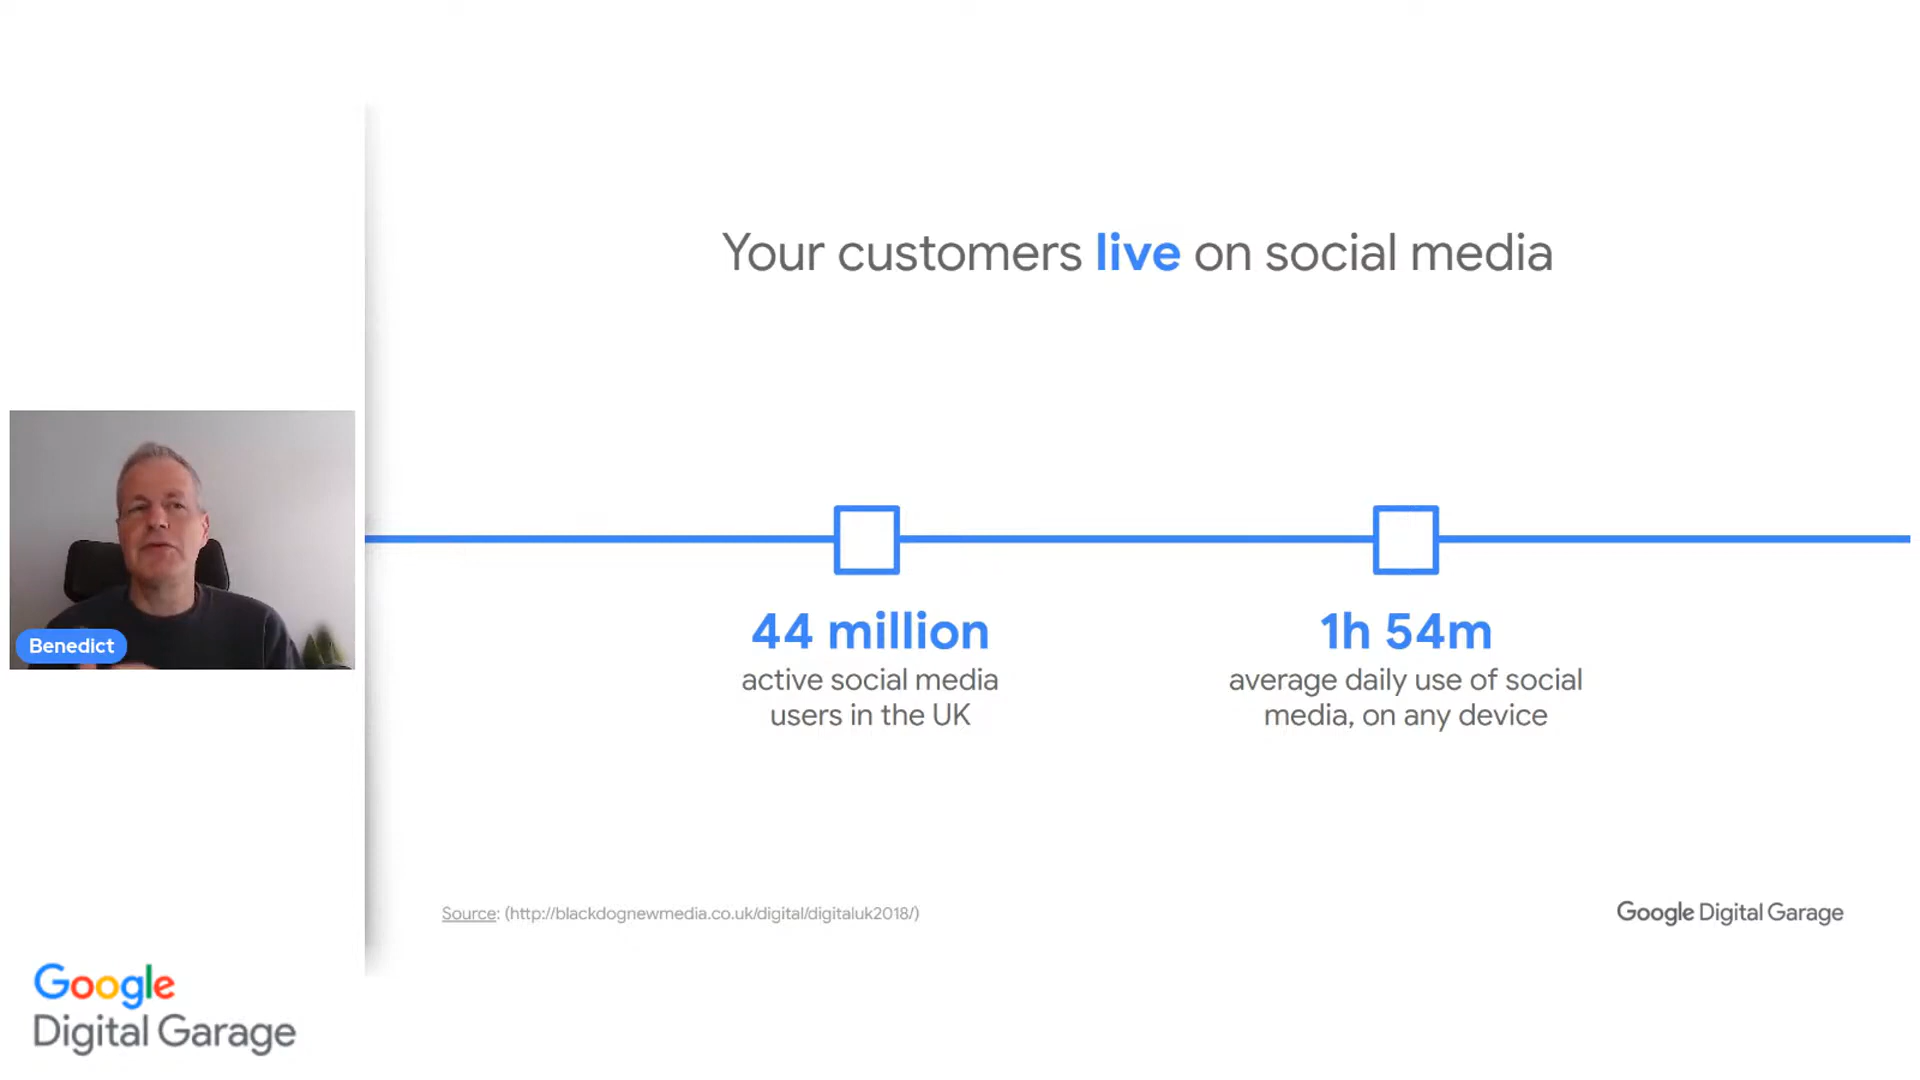 Your customers live on social media
Benedict
44 million
active social media
users in the UK
1h 54m
average daily use of social
media, on any device
Source: (http://blackdognewmedia.co.uk/digital/digitaluk2018/)
Google Digital Garage
Google
Digital Garage